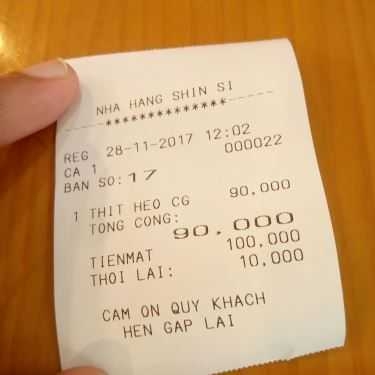 NHA HANG SHIN SI
-----**************-----
REG 28-11-2017 12:02
CA 1 000022
BAN SO:17
1 THIT HEO CG 90,000
TONG CONG:
90,000
TIENMAT 100,000
THOI LAI: 10,000
CAM ON QUY KHACH
HEN GAP LAI